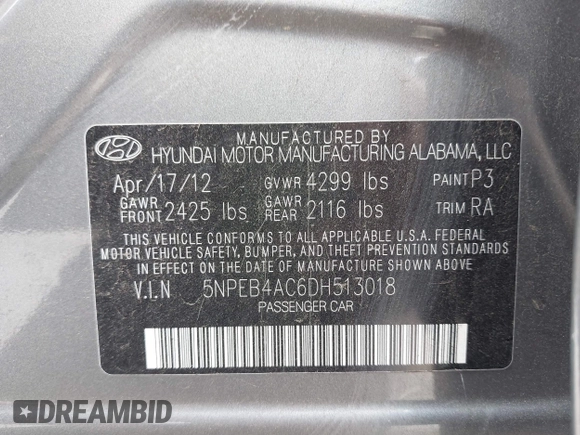 MANUFACTURED BY
HYUNDAI MOTOR MANUFACTURING ALABAMA, LLC
Apr/17/12 GVWR 4299 lbs PAINT P3
GAWR FRONT 2425 lbs GAWR REAR 2116 lbs TRIM RA
THIS VEHICLE CONFORMS TO ALL APPLICABLE U.S.A. FEDERAL
MOTOR VEHICLE SAFETY, BUMPER, AND THEFT PREVENTION STANDARDS
IN EFFECT ON THE DATE OF MANUFACTURE SHOWN ABOVE.
V.I.N 5NPEB4AC6DH513018
PASSENGER CAR
DREAMBID